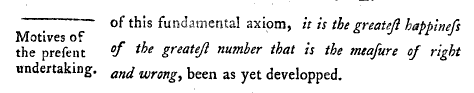 Motives of
the preſent
undertaking.
of this fundamental axiom, it is the greateſt happineſs
of the greateſt number that is the meaſure of right
and wrong, been as yet developped.